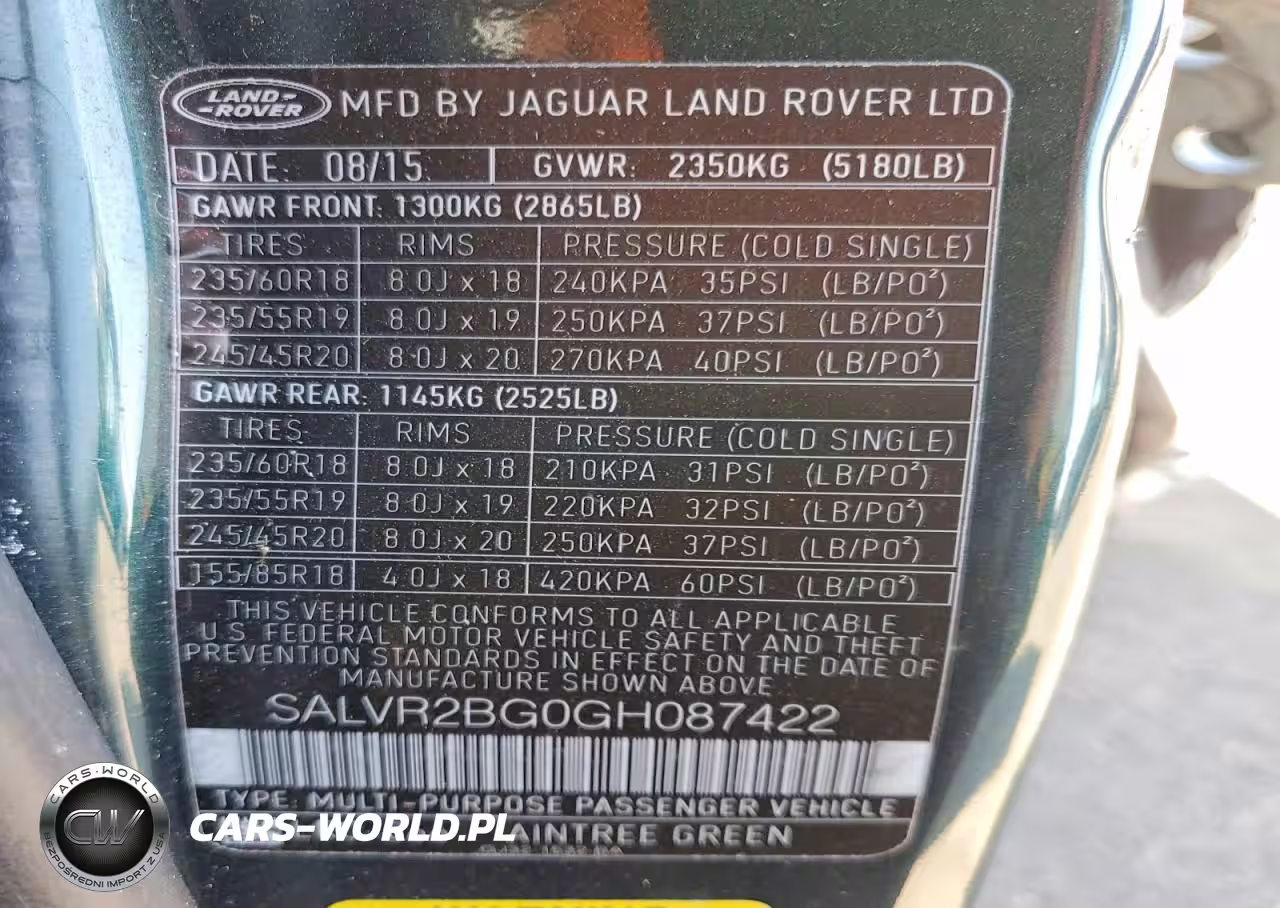 LAND-
-ROVER
MFD BY JAGUAR LAND ROVER LTD
DATE: 08/15 GVWR: 2350KG (5180LB)
GAWR FRONT: 1300KG (2865LB)
TIRES RIMS PRESSURE (COLD SINGLE)
235/60R18 8.0J x 18 240KPA 35PSI (LB/PO²)
235/55R19 8.0J x 19 250KPA 37PSI (LB/PO²)
245/45R20 8.0J x 20 270KPA 40PSI (LB/PO²)
GAWR REAR: 1145KG (2525LB)
TIRES RIMS PRESSURE (COLD SINGLE)
235/60R18 8.0J x 18 210KPA 31PSI (LB/PO²)
235/55R19 8.0J x 19 220KPA 32PSI (LB/PO²)
245/45R20 8.0J x 20 250KPA 37PSI (LB/PO²)
155/85R18 4.0J x 18 420KPA 60PSI (LB/PO²)
THIS VEHICLE CONFORMS TO ALL APPLICABLE
U.S. FEDERAL MOTOR VEHICLE SAFETY AND THEFT
PREVENTION STANDARDS IN EFFECT ON THE DATE OF
MANUFACTURE SHOWN ABOVE
SALVR2BG0GH087422
TYPE: MULTI-PURPOSE PASSENGER VEHICLE
GREEN
CARS-WORLD
CW
BEZPOŚREDNI IMPORT Z USA
CARS-WORLD.PL